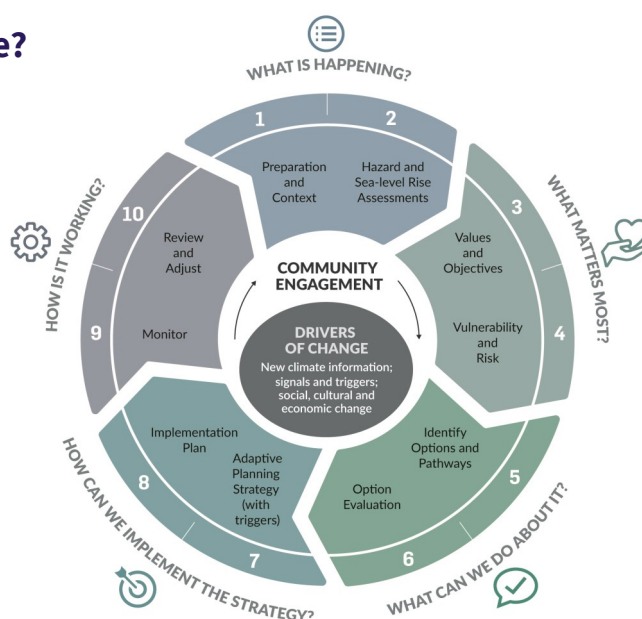 e?
WHAT IS HAPPENING?
1
Preparation
and
Context
2
Hazard and
Sea-level Rise
Assessments
WHAT MATTERS MOST?
3
Values
and
Objectives
4
Vulnerability
and
Risk
WHAT CAN WE DO ABOUT IT?
5
Identify
Options and
Pathways
6
Option
Evaluation
HOW CAN WE IMPLEMENT THE STRATEGY?
7
Adaptive
Planning
Strategy
(with
triggers)
8
Implementation
Plan
HOW IS IT WORKING?
9
Monitor
10
Review
and
Adjust
COMMUNITY
ENGAGEMENT
DRIVERS
OF CHANGE
New climate information;
signals and triggers;
social, cultural and
economic change